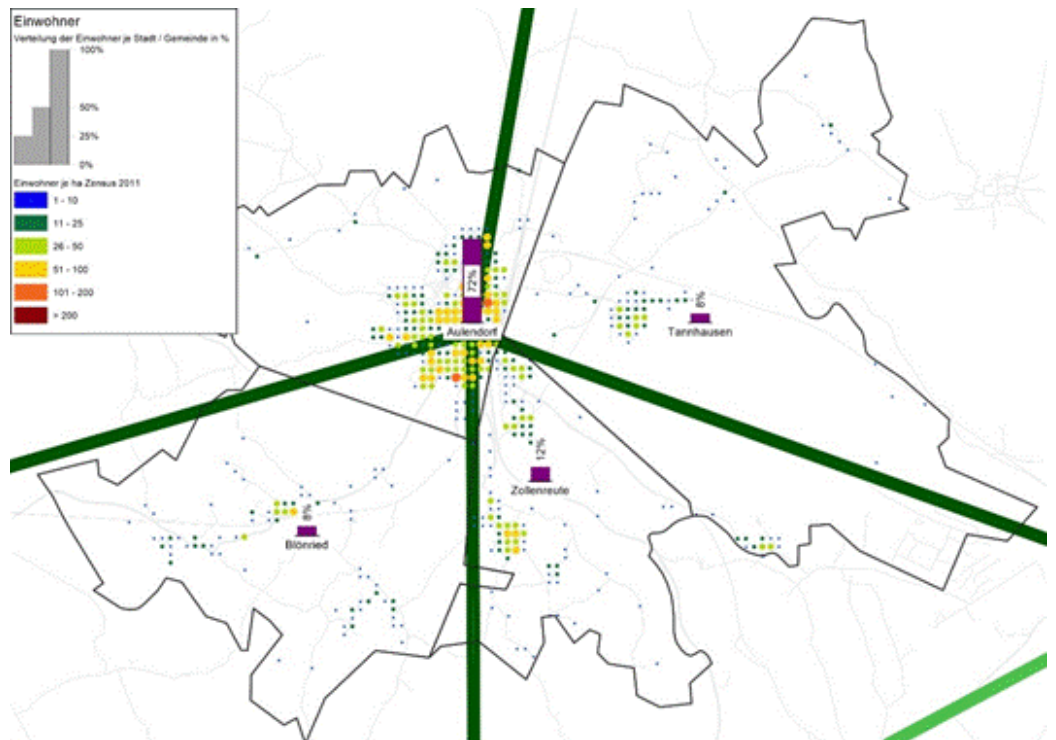 Einwohner
Verteilung der Einwohner je Stadt / Gemeinde in %
100%
50%
25%
0%
Einwohner je ha Zensus 2011
1 - 10
11 - 25
26 - 50
51 - 100
101 - 200
> 200
72%
Aulendorf
8%
Tannhausen
12%
Zollenreute
8%
Blönried